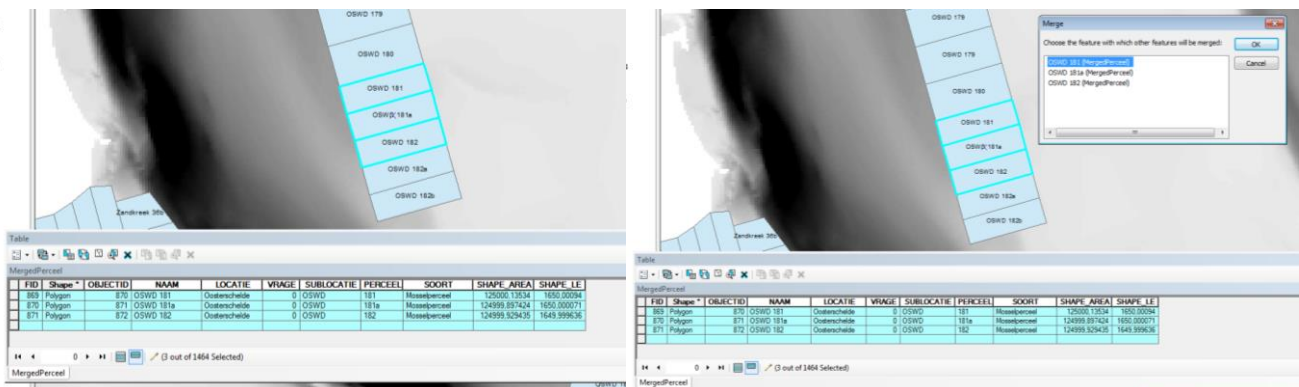 OSWD 179
OSWD 180
OSWD 181
OSWD 181a
OSWD 182
OSWD 182a
OSWD 182b
Zandkreek 36b
Table
MergedPerceel
FID Shape * OBJECTID NAAM LOCATIE VRAGE SUBLOCATIE PERCEEL SOORT SHAPE_AREA SHAPE_LE
869 Polygon 870 OSWD 181 Oosterschelde 0 OSWD 181 Mosselperceel 125000,13534 1650,00094
870 Polygon 871 OSWD 181a Oosterschelde 0 OSWD 181a Mosselperceel 124999,897424 1650,000071
871 Polygon 872 OSWD 182 Oosterschelde 0 OSWD 182 Mosselperceel 124999,929435 1649,999636
0 (3 out of 1464 Selected)
MergedPerceel
OSWD 179
OSWD 179
OSWD 180
OSWD 181
OSWD 181a
OSWD 182
OSWD 182a
OSWD 182b
Zandkreek 36b
Merge
Choose the feature with which other features will be merged:
OSWD 181 (MergedPerceel)
OSWD 181a (MergedPerceel)
OSWD 182 (MergedPerceel)
OK
Cancel
Table
MergedPerceel
FID Shape * OBJECTID NAAM LOCATIE VRAGE SUBLOCATIE PERCEEL SOORT SHAPE_AREA SHAPE_LE
869 Polygon 870 OSWD 181 Oosterschelde 0 OSWD 181 Mosselperceel 125000,13534 1650,00094
870 Polygon 871 OSWD 181a Oosterschelde 0 OSWD 181a Mosselperceel 124999,897424 1650,000071
871 Polygon 872 OSWD 182 Oosterschelde 0 OSWD 182 Mosselperceel 124999,929435 1649,999636
0 (3 out of 1464 Selected)
MergedPerceel